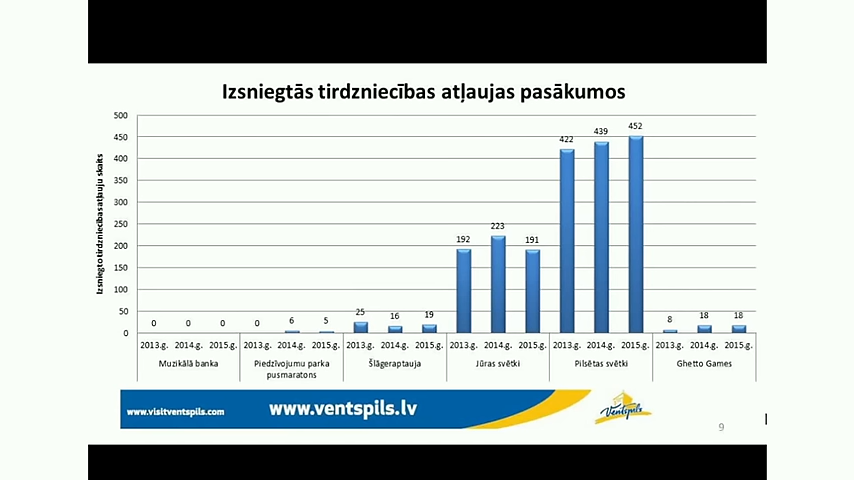 Izsniegtās tirdzniecības atļaujas pasākumos
Izsniegto tirdzniecības atļauju skaits
500
450
400
350
300
250
200
150
100
50
0
0 0 0 0 6 5 25 16 19 192 223 191 422 439 452 8 18 18
2013.g. 2014.g. 2015.g. 2013.g. 2014.g. 2015.g. 2013.g. 2014.g. 2015.g. 2013.g. 2014.g. 2015.g. 2013.g. 2014.g. 2015.g. 2013.g. 2014.g. 2015.g.
Muzikālā banka
Piedzīvojumu parka
pusmaratons
Šlāgeraptauja
Jūras svētki
Pilsētas svētki
Ghetto Games
www.visitventspils.com
www.ventspils.lv
Ventspils
9